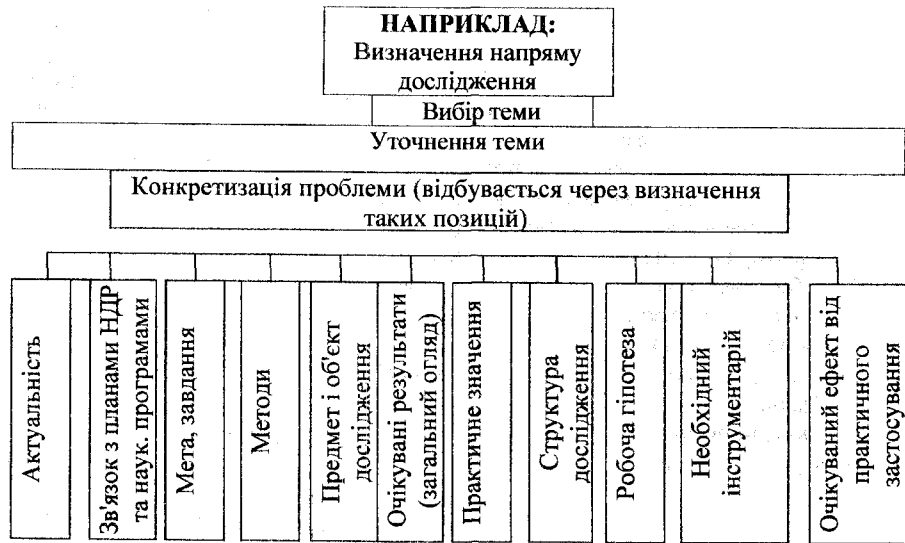 НАПРИКЛАД:
Визначення напряму
дослідження
Вибір теми
Уточнення теми
Конкретизація проблеми (відбувається через визначення
таких позицій)
Актуальність
Зв'язок з планами НДР
та наук. програмами
Мета, завдання
Методи
Предмет і об'єкт
дослідження
Очікувані результати
(загальний огляд)
Практичне значення
Структура
дослідження
Робоча гіпотеза
Необхідний
інструментарій
Очікуваний ефект від
практичного
застосування